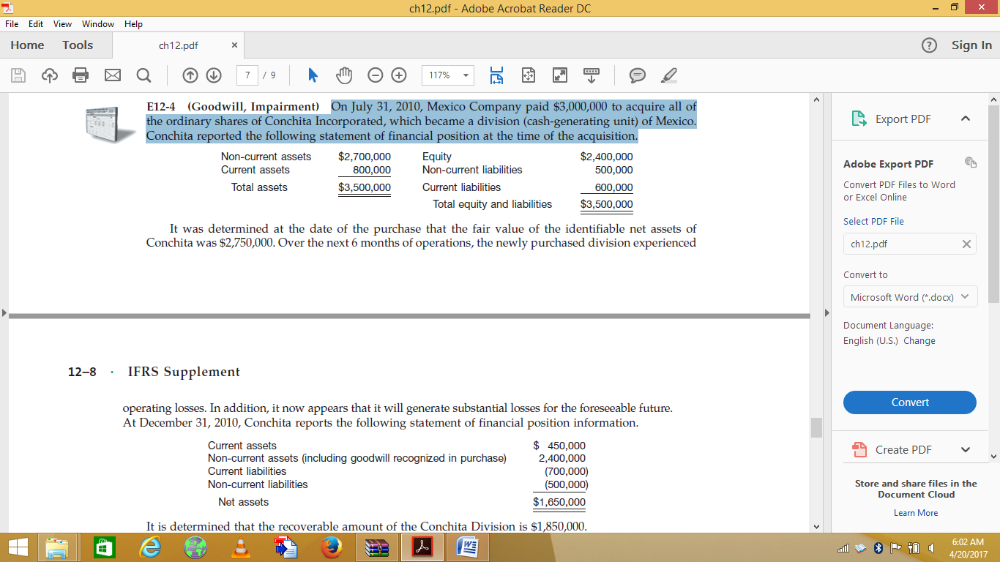 ch12.pdf - Adobe Acrobat Reader DC
File Edit View Window Help
Home Tools ch12.pdf × ? Sign In
7 / 9 117%
E12-4 (Goodwill, Impairment) On July 31, 2010, Mexico Company paid $3,000,000 to acquire all of
the ordinary shares of Conchita Incorporated, which became a division (cash-generating unit) of Mexico.
Conchita reported the following statement of financial position at the time of the acquisition.
Non-current assets $2,700,000 Equity $2,400,000
Current assets 800,000 Non-current liabilities 500,000
Total assets $3,500,000 Current liabilities 600,000
Total equity and liabilities $3,500,000
It was determined at the date of the purchase that the fair value of the identifiable net assets of
Conchita was $2,750,000. Over the next 6 months of operations, the newly purchased division experienced
12–8 · IFRS Supplement
operating losses. In addition, it now appears that it will generate substantial losses for the foreseeable future.
At December 31, 2010, Conchita reports the following statement of financial position information.
Current assets $ 450,000
Non-current assets (including goodwill recognized in purchase) 2,400,000
Current liabilities (700,000)
Non-current liabilities (500,000)
Net assets $1,650,000
It is determined that the recoverable amount of the Conchita Division is $1,850,000.
Export PDF
Adobe Export PDF
Convert PDF Files to Word
or Excel Online
Select PDF File
ch12.pdf
Convert to
Microsoft Word (*.docx)
Document Language:
English (U.S.) Change
Convert
Create PDF
Store and share files in the
Document Cloud
Learn More
6:02 AM
4/20/2017